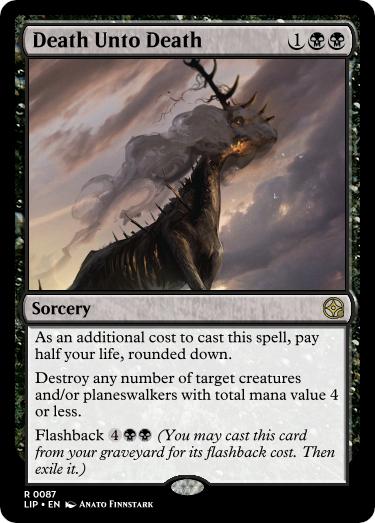 Death Unto Death 1
Sorcery
As an additional cost to cast this spell, pay
half your life, rounded down.
Destroy any number of target creatures
and/or planeswalkers with total mana value 4
or less.
Flashback 4 (You may cast this card
from your graveyard for its flashback cost. Then
exile it.)
R 0087
LIP • EN Anato Finnstark